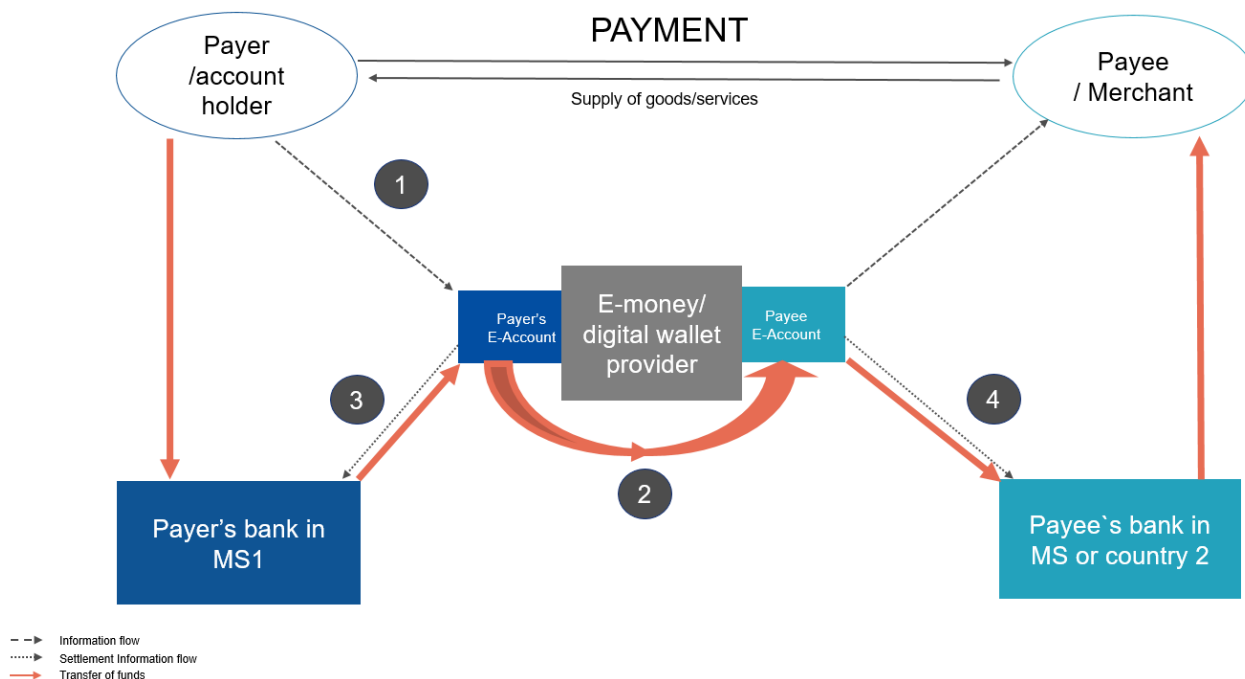 PAYMENT
Payer
/account
holder
Payee
/ Merchant
Supply of goods/services
1
Payer's
E-Account
E-money/
digital wallet
provider
Payee
E-Account
3
4
2
Payer’s bank in
MS1
Payee`s bank in
MS or country 2
Information flow
Settlement Information flow
Transfer of funds